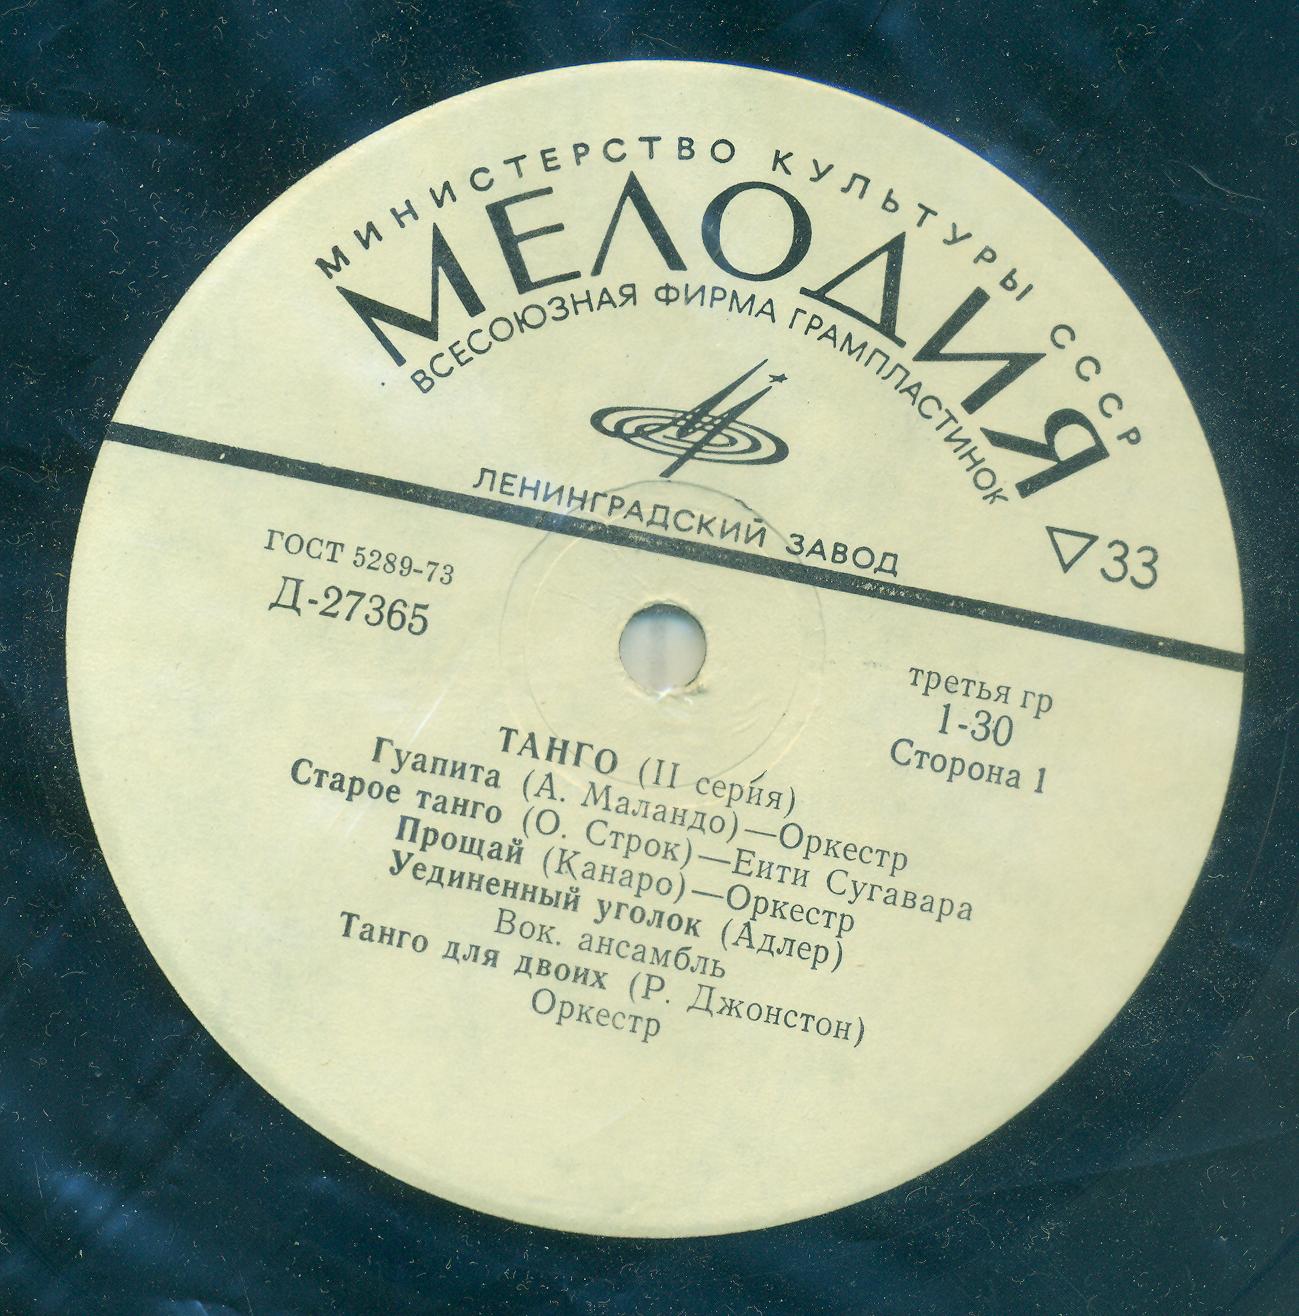 МИНИСТЕРСТВО КУЛЬТУРЫ СССР
МЕЛОДИЯ
ВСЕСОЮЗНАЯ ФИРМА ГРАМПЛАСТИНОК
ЛЕНИНГРАДСКИЙ ЗАВОД
33
ГОСТ 5289-73
Д-27365
третья гр
1-30
Сторона 1
ТАНГО (II серия)
Гуапита (А. Маландо)—Оркестр
Старое танго (О. Строк)—Еити Сугавара
Прощай (Канаро)—Оркестр
Уединенный уголок (Адлер)
Вок. ансамбль
Танго для двоих (Р. Джонстон)
Оркестр